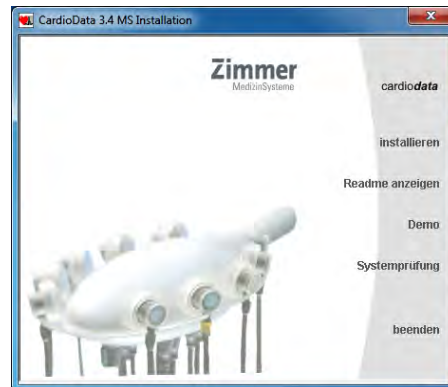 CardioData 3.4 MS Installation
Zimmer
MedizinSysteme
cardiodata
installieren
Readme anzeigen
Demo
Systemprüfung
beenden